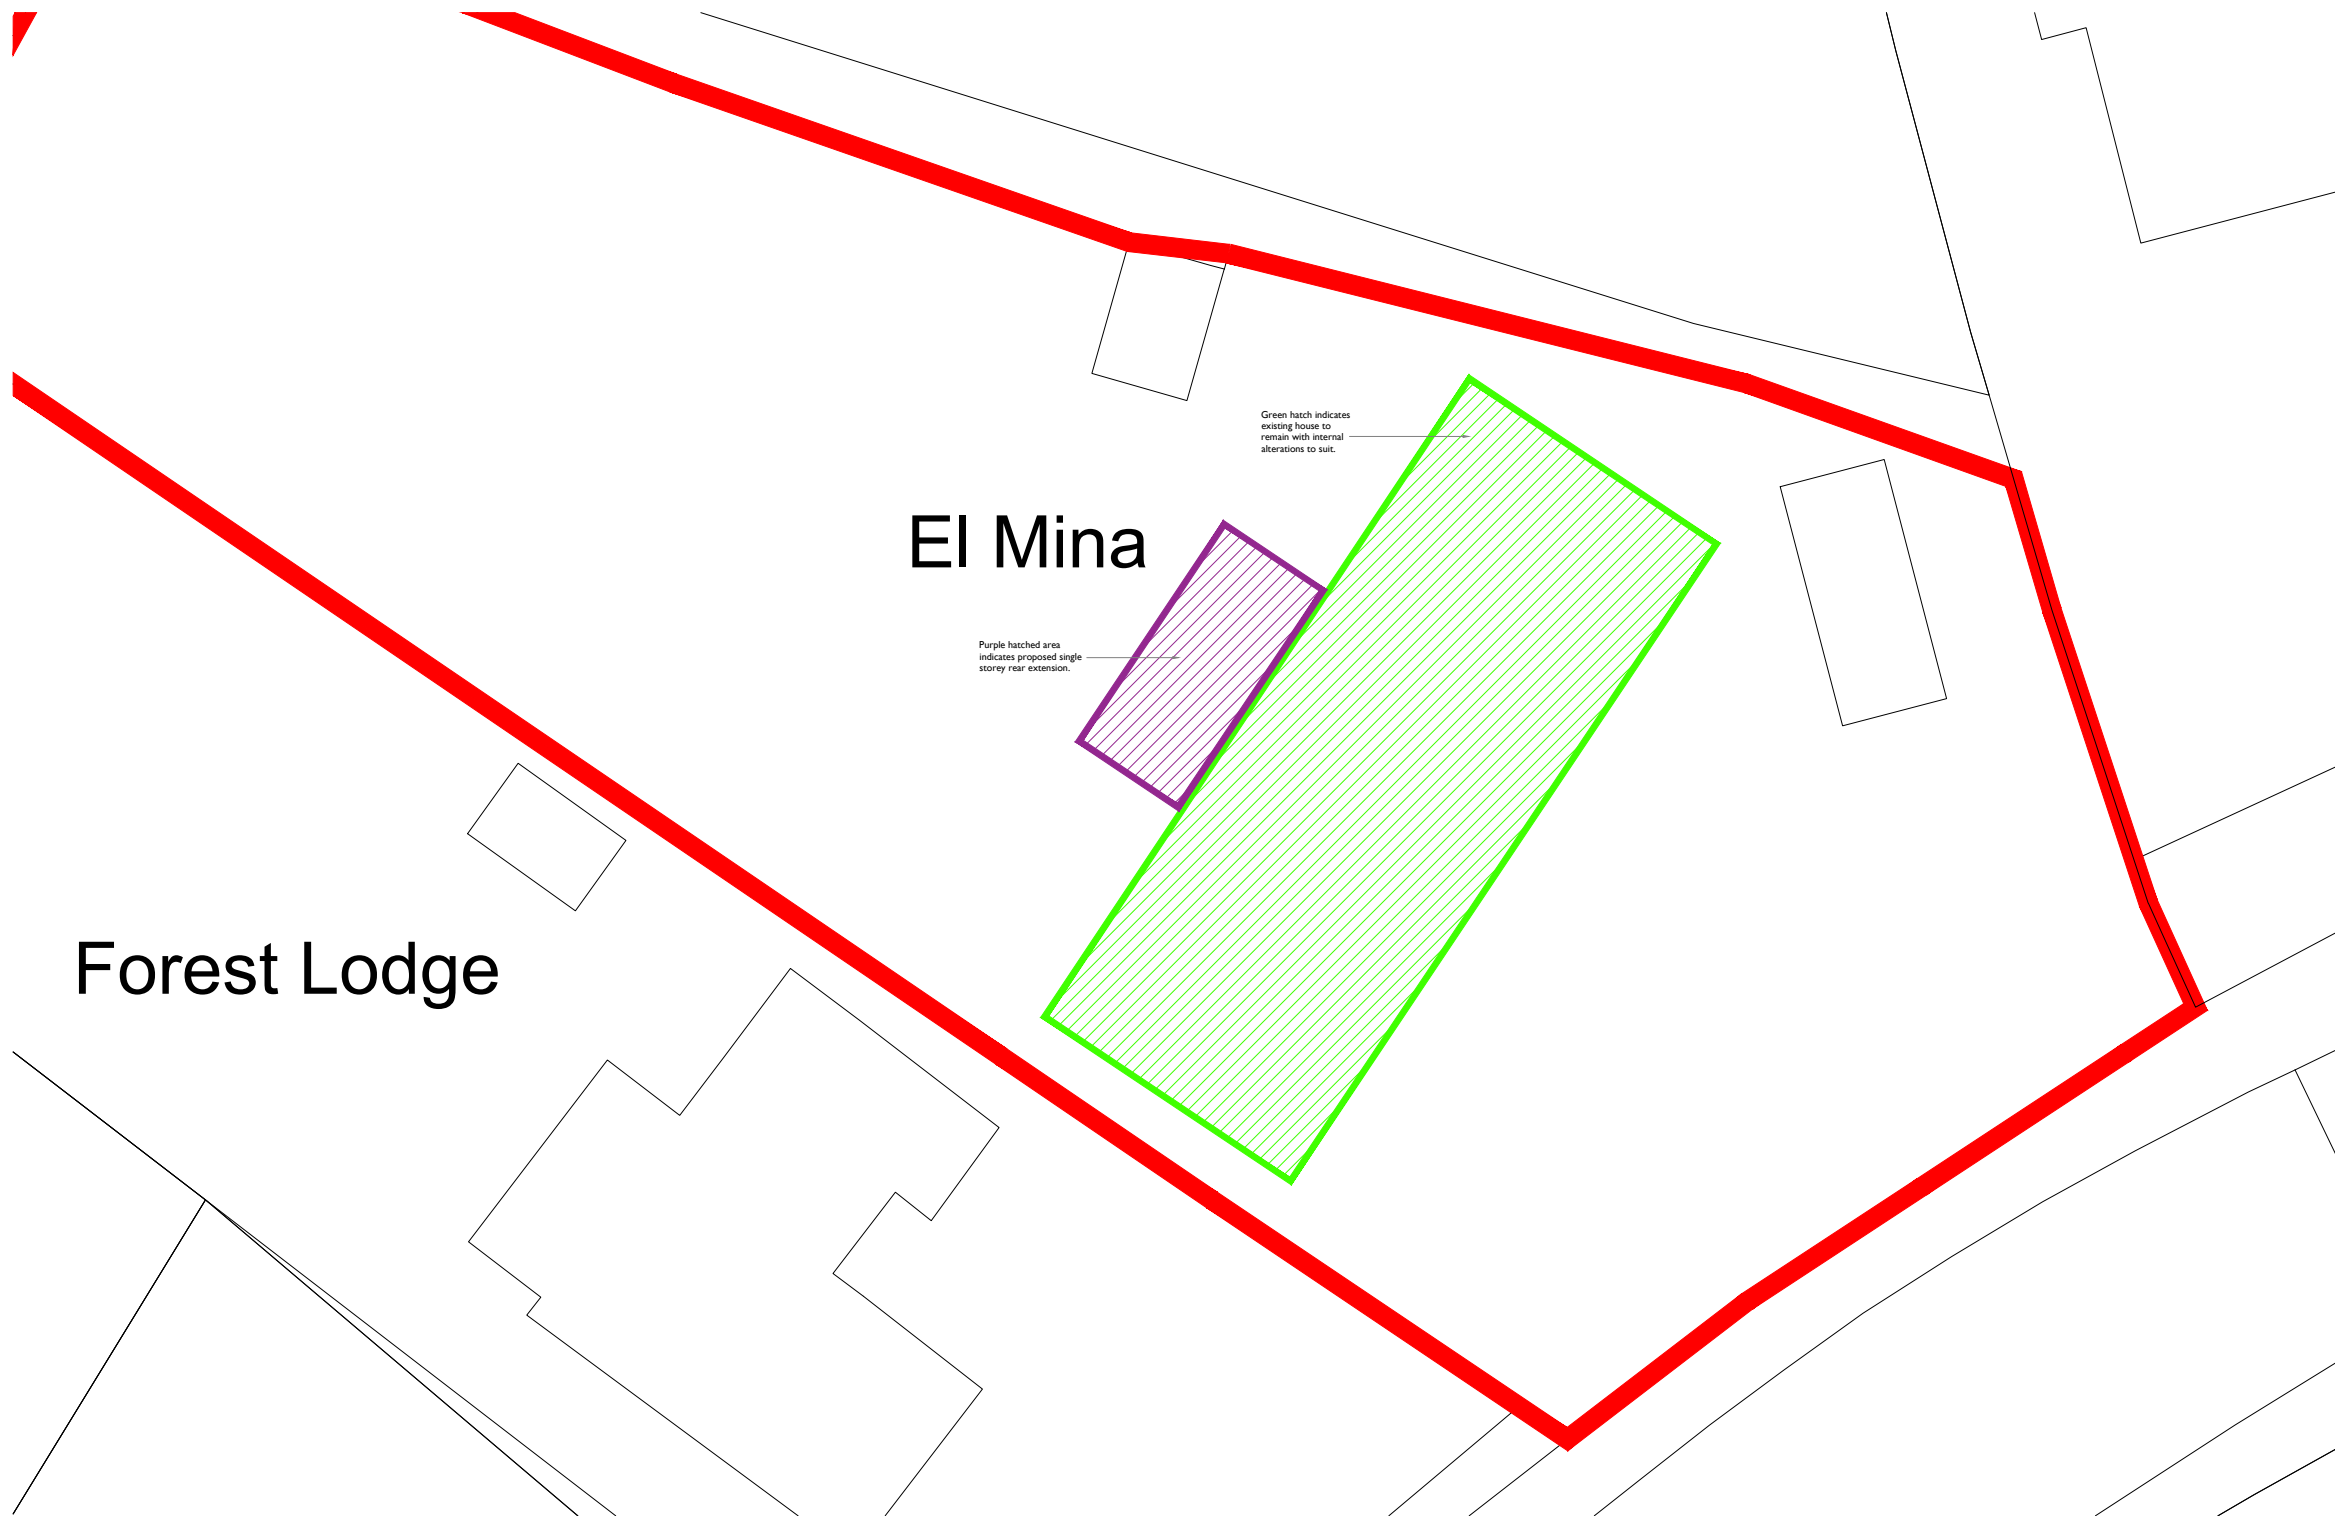 Green hatch indicates
existing house to
remain with internal
alterations to suit.
El Mina
Purple hatched area
indicates proposed single
storey rear extension.
Forest Lodge